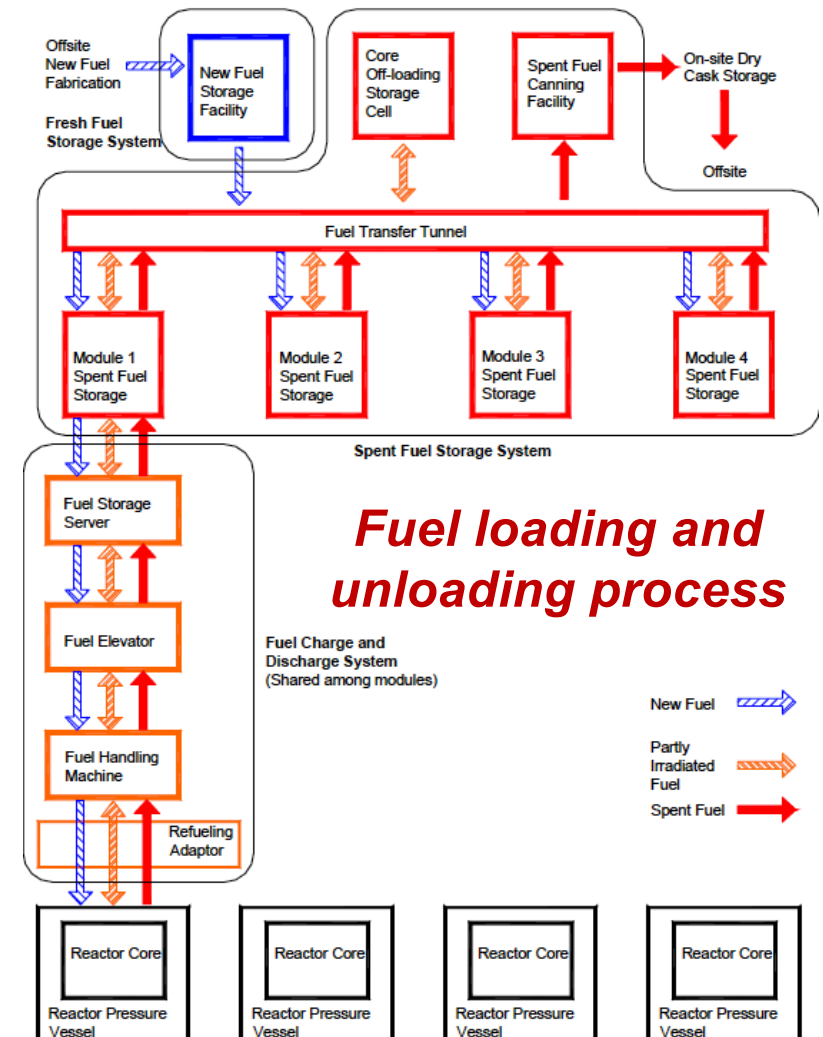 Offsite
New Fuel
Fabrication
New Fuel
Storage
Facility
Core
Off-loading
Storage
Cell
Spent Fuel
Canning
Facility
On-site Dry
Cask Storage
Fresh Fuel
Storage System
Offsite
Fuel Transfer Tunnel
Module 1
Spent Fuel
Storage
Module 2
Spent Fuel
Storage
Module 3
Spent Fuel
Storage
Module 4
Spent Fuel
Storage
Spent Fuel Storage System
Fuel Storage
Server
Fuel loading and
unloading process
Fuel Elevator
Fuel Charge and
Discharge System
(Shared among modules)
Fuel Handling
Machine
New Fuel
Partly
Irradiated
Fuel
Spent Fuel
Refueling
Adaptor
Reactor Core
Reactor Pressure
Vessel
Reactor Core
Reactor Pressure
Vessel
Reactor Core
Reactor Pressure
Vessel
Reactor Core
Reactor Pressure
Vessel